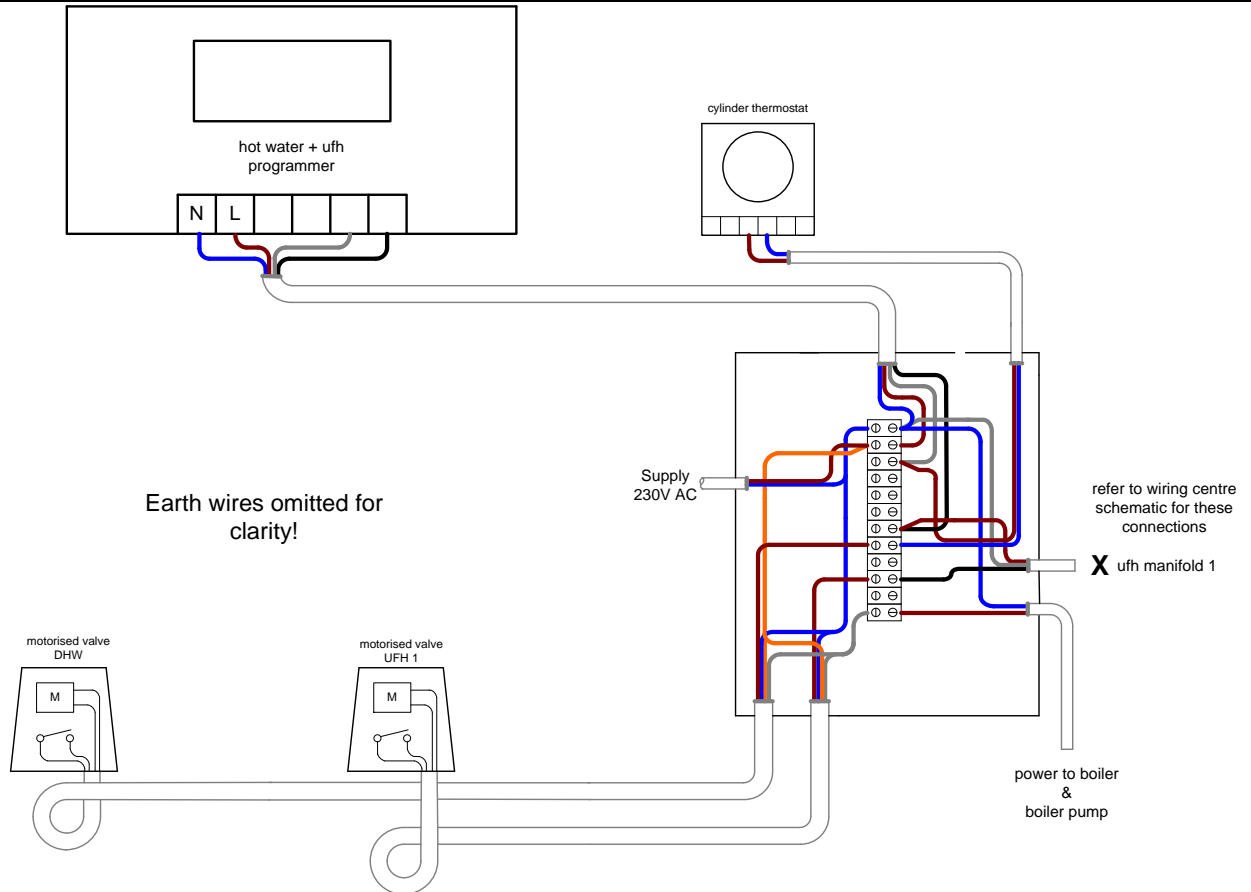 hot water + ufh
programmer
N L
cylinder thermostat
Supply
230V AC
Earth wires omitted for
clarity!
refer to wiring centre
schematic for these
connections
X ufh manifold 1
motorised valve
DHW
M
motorised valve
UFH 1
M
power to boiler
&
boiler pump